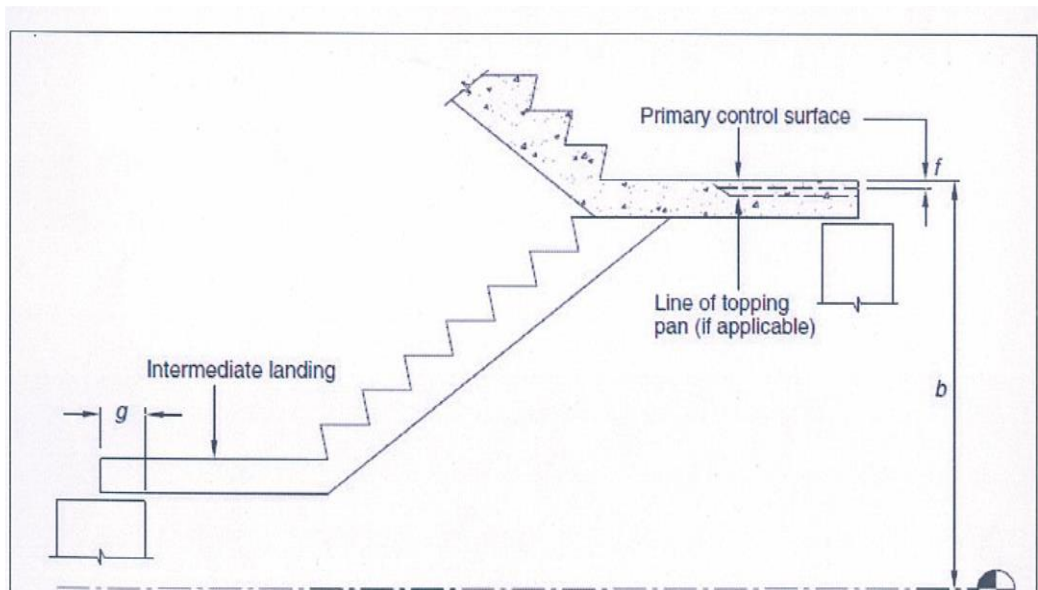 Primary control surface
f
Line of topping
pan (if applicable)
b
Intermediate landing
g